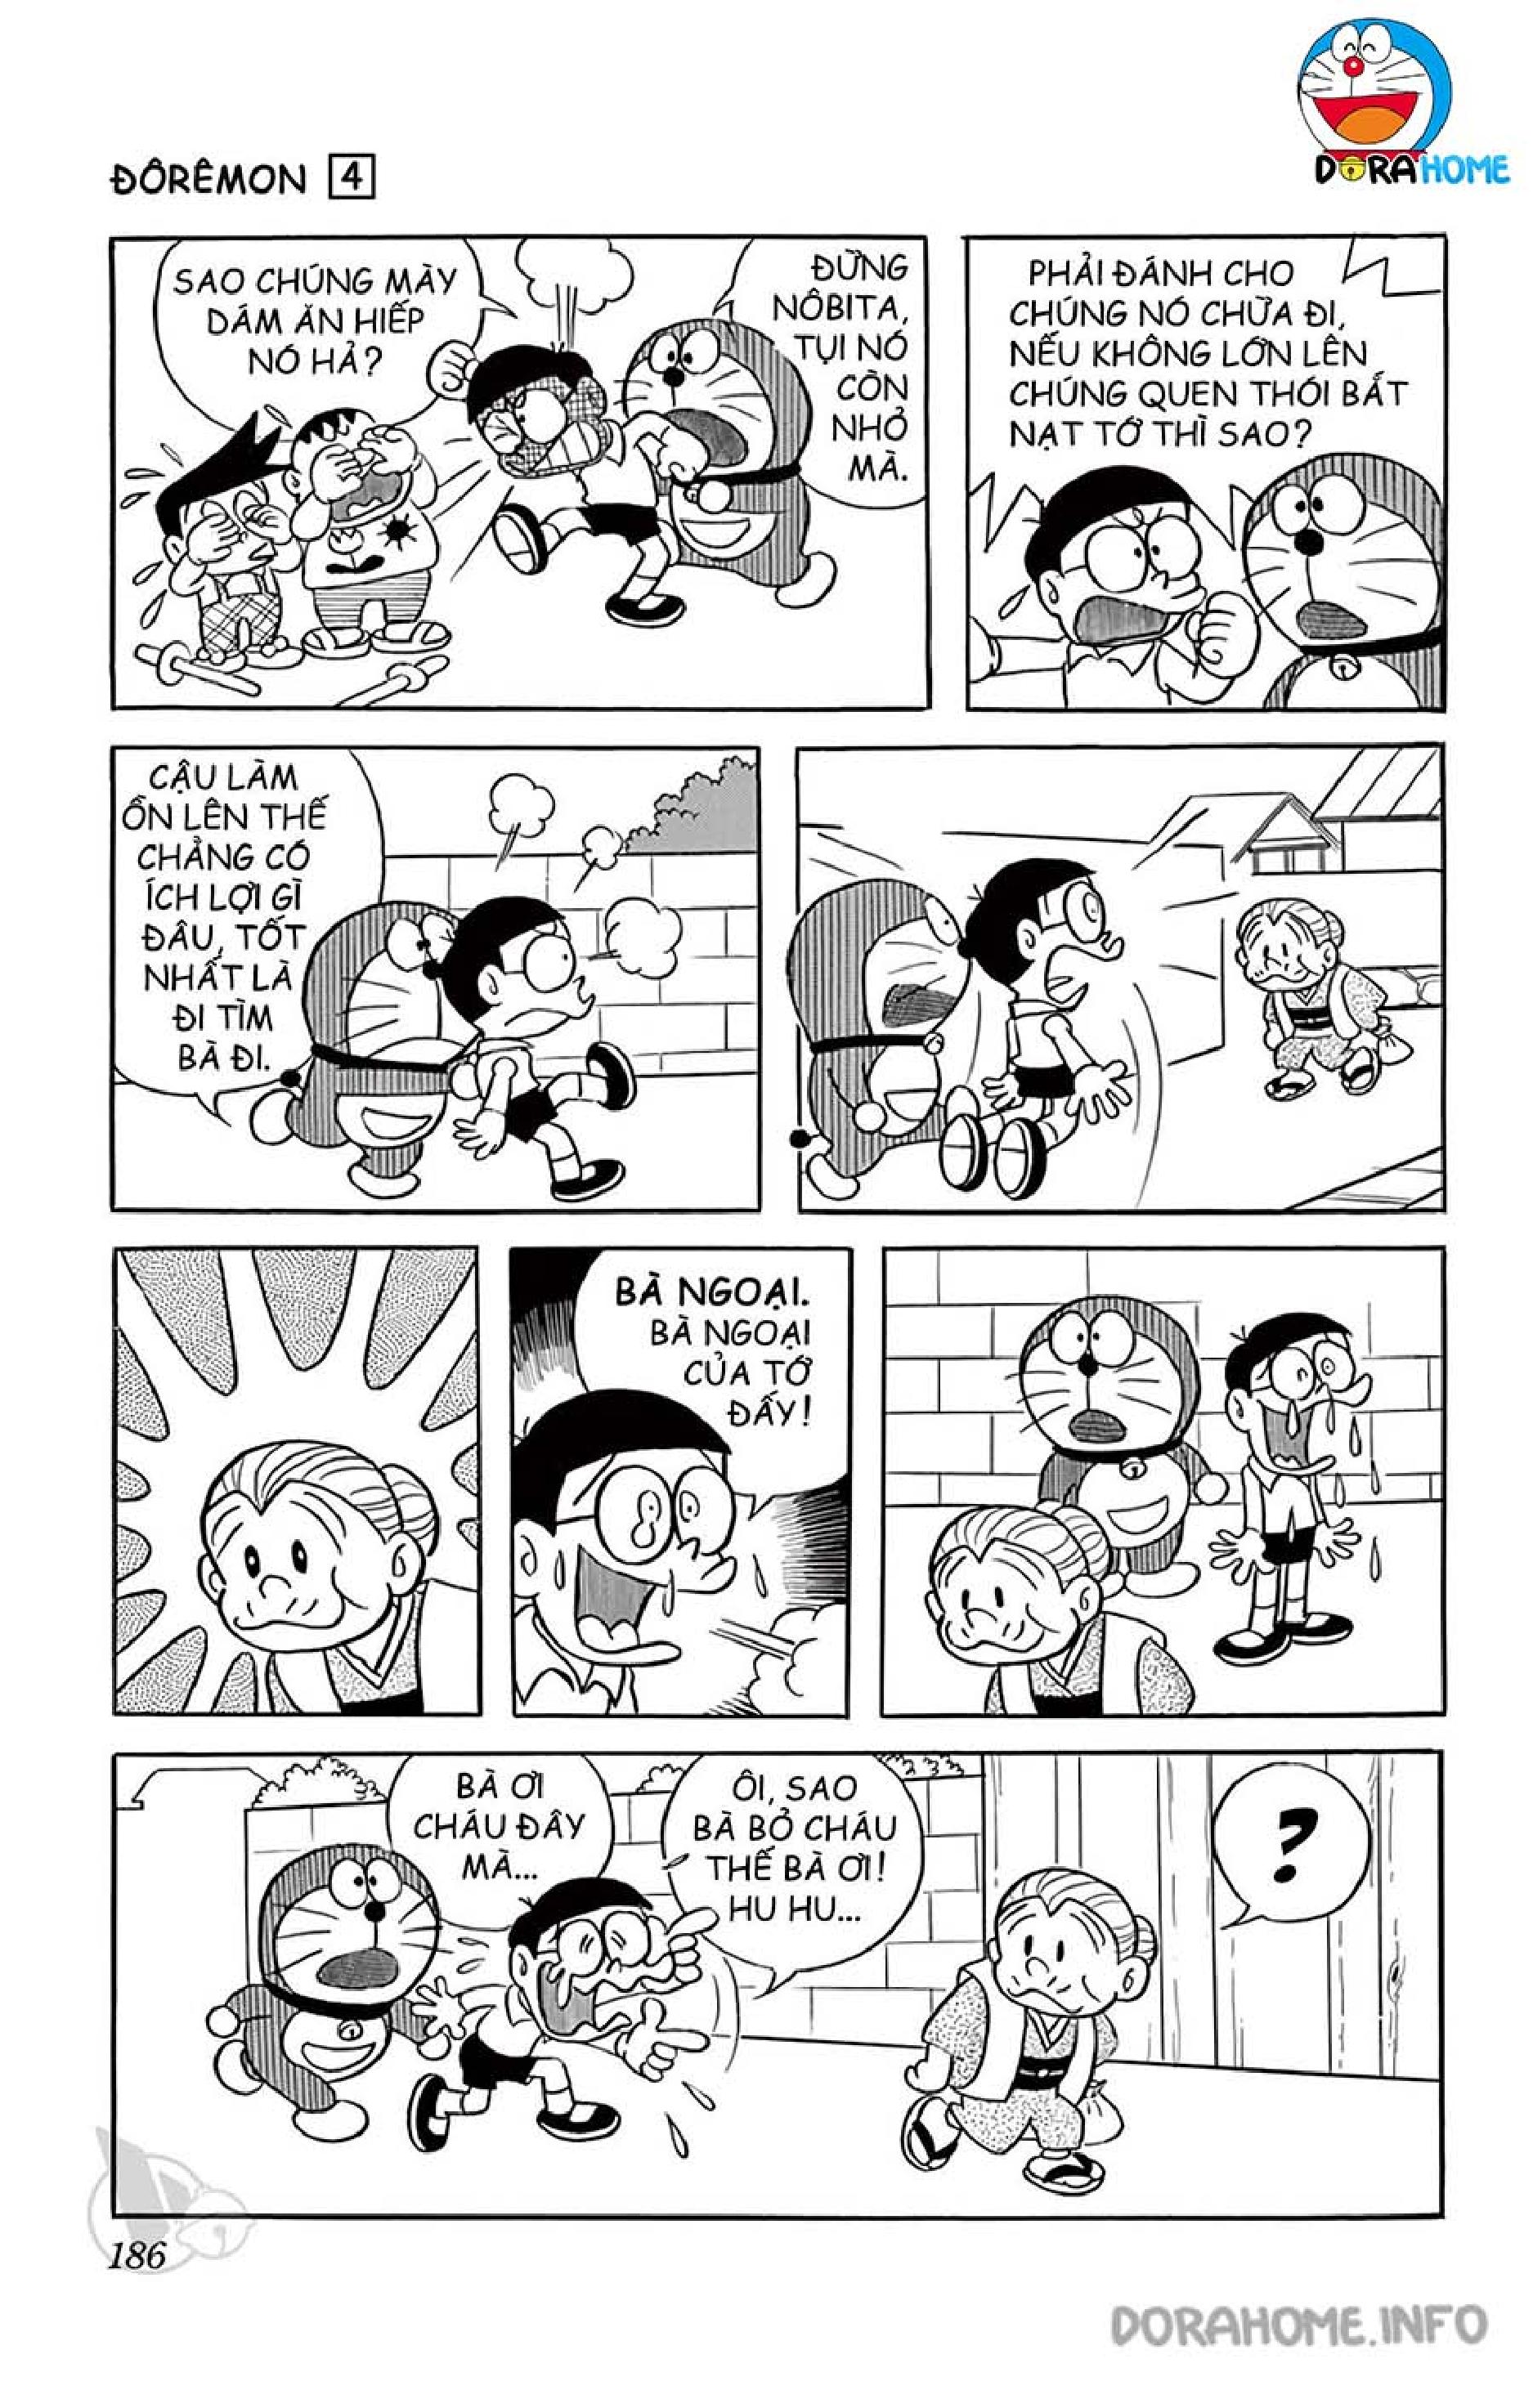 DORAHOME
ĐÔRÊMON 4
SAO CHÚNG MÀY
DÁM ĂN HIẾP
NÓ HẢ?
ĐỪNG
NÔBITA,
TỤI NÓ
CÒN
NHỎ
MÀ.
PHẢI ĐÁNH CHO
CHÚNG NÓ CHỪA ĐI,
NẾU KHÔNG LỚN LÊN
CHÚNG QUEN THÓI BẮT
NẠT TỚ THÌ SAO?
CẬU LÀM
ỒN LÊN THẾ
CHẲNG CÓ
ÍCH LỢI GÌ
ĐÂU, TỐT
NHẤT LÀ
ĐI TÌM
BÀ ĐI.
BÀ NGOẠI.
BÀ NGOẠI
CỦA TỚ
ĐẤY!
BÀ ƠI
CHÁU ĐÂY
MÀ...
ÔI, SAO
BÀ BỎ CHÁU
THẾ BÀ ƠI!
HU HU...
?
186
DORAHOME.INFO